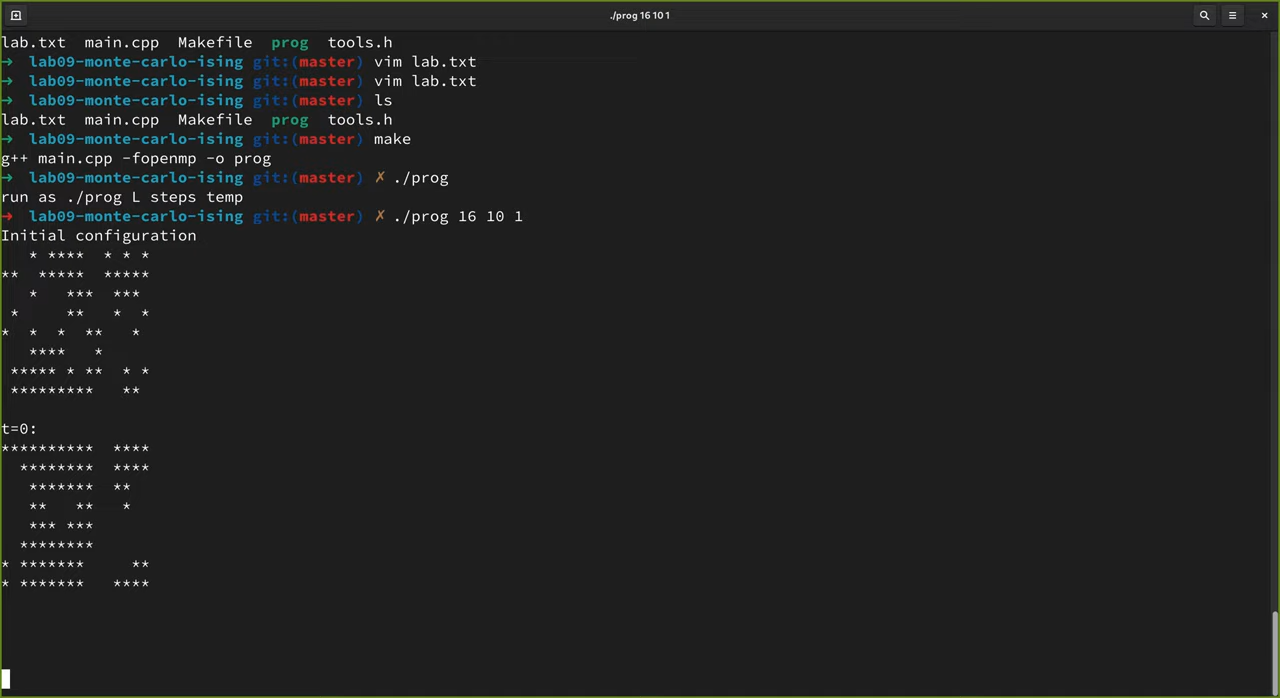 ./prog 16 10 1
lab.txt  main.cpp  Makefile  prog  tools.h
→  lab09-monte-carlo-ising git:(master) vim lab.txt
→  lab09-monte-carlo-ising git:(master) vim lab.txt
→  lab09-monte-carlo-ising git:(master) ls
lab.txt  main.cpp  Makefile  prog  tools.h
→  lab09-monte-carlo-ising git:(master) make
g++ main.cpp -fopenmp -o prog
→  lab09-monte-carlo-ising git:(master) ✗ ./prog
run as ./prog L steps temp
→  lab09-monte-carlo-ising git:(master) ✗ ./prog 16 10 1
Initial configuration
   * ****  * * *
**  *****  *****
   *   ***  ***
 *     **   *  *
*  *  *  **   *
   ****   *
 ***** * **  * *
 *********   **
t=0:
**********  ****
  ********  ****
   *******  **
   **   **   *
   *** ***
  ********
* *******     **
* *******   ****